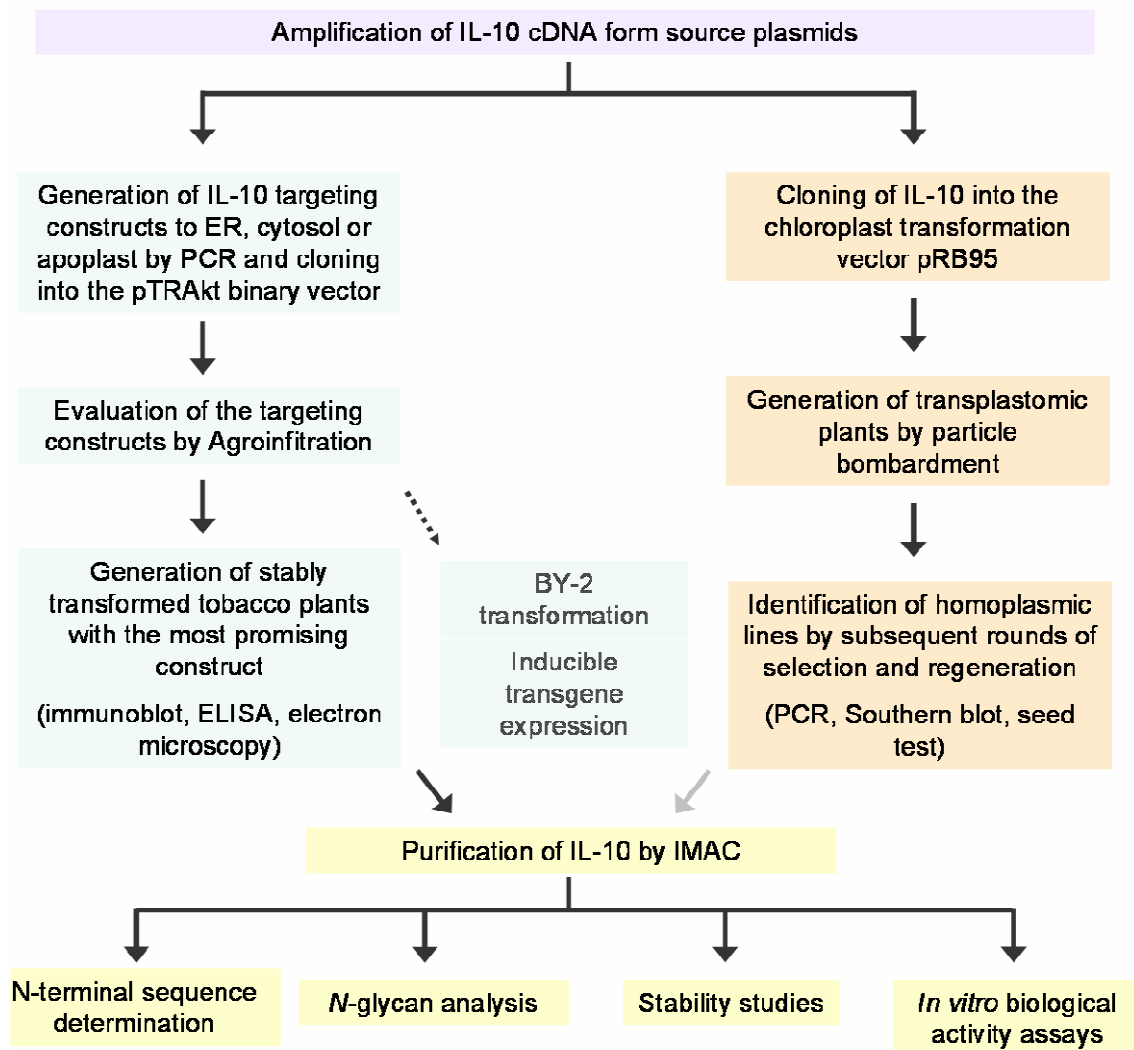 Amplification of IL-10 cDNA form source plasmids
Generation of IL-10 targeting
constructs to ER, cytosol or
apoplast by PCR and cloning
into the pTRAkt binary vector
Evaluation of the targeting
constructs by Agroinfitration
Generation of stably
transformed tobacco plants
with the most promising
construct
(immunoblot, ELISA, electron
microscopy)
BY-2
transformation
Inducible
transgene
expression
Cloning of IL-10 into the
chloroplast transformation
vector pRB95
Generation of transplastomic
plants by particle
bombardment
Identification of homoplasmic
lines by subsequent rounds of
selection and regeneration
(PCR, Southern blot, seed
test)
Purification of IL-10 by IMAC
N-terminal sequence
determination
N-glycan analysis
Stability studies
In vitro biological
activity assays